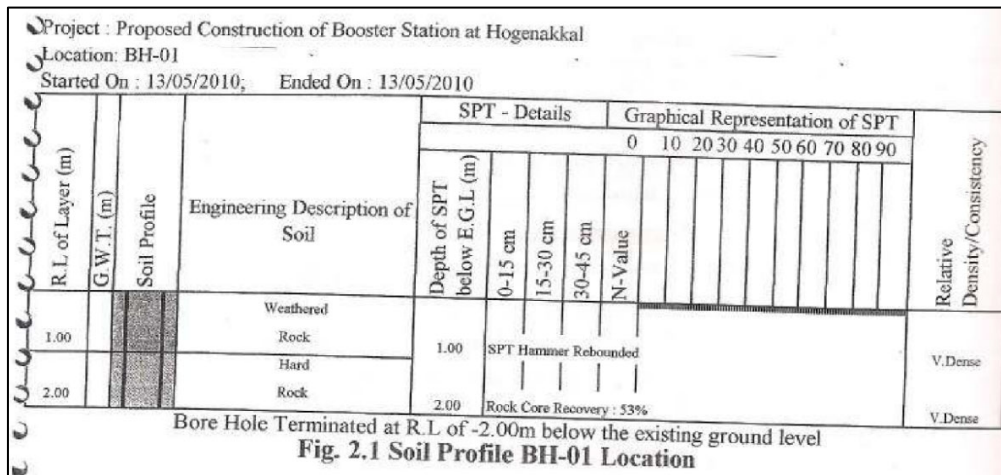 Project : Proposed Construction of Booster Station at Hogenakkal
Location: BH-01
Started On : 13/05/2010; Ended On : 13/05/2010
SPT - Details Graphical Representation of SPT
0 10 20 30 40 50 60 70 80 90
R.L of Layer (m)
G.W.T. (m)
Soil Profile
Engineering Description of
Soil
Depth of SPT
below E.G.L (m)
0-15 cm
15-30 cm
30-45 cm
N-Value
Relative
Density/Consistency
Weathered
1.00 Rock 1.00 SPT Hammer Rebounded V.Dense
Hard
2.00 Rock 2.00 Rock Core Recovery : 53% V.Dense
Bore Hole Terminated at R.L of -2.00m below the existing ground level
Fig. 2.1 Soil Profile BH-01 Location